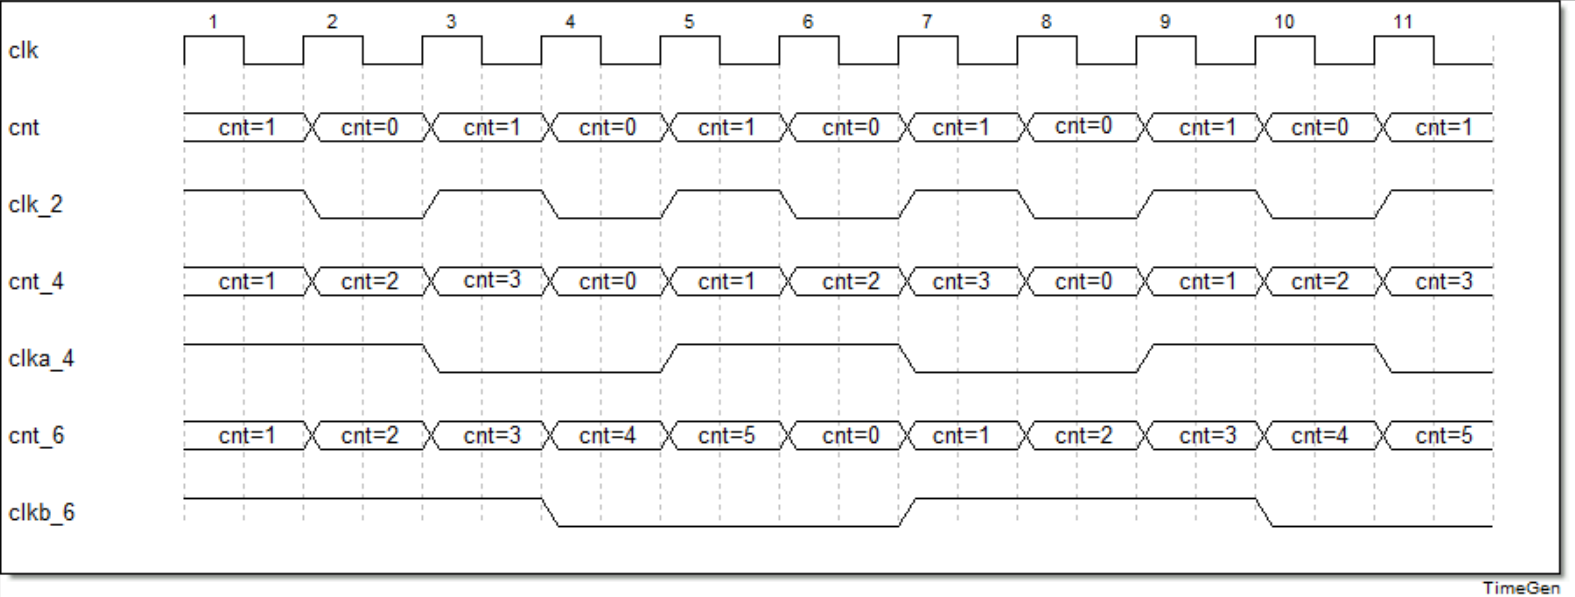 1 2 3 4 5 6 7 8 9 10 11
clk
cnt cnt=1 cnt=0 cnt=1 cnt=0 cnt=1 cnt=0 cnt=1 cnt=0 cnt=1 cnt=0 cnt=1
clk_2
cnt_4 cnt=1 cnt=2 cnt=3 cnt=0 cnt=1 cnt=2 cnt=3 cnt=0 cnt=1 cnt=2 cnt=3
clka_4
cnt_6 cnt=1 cnt=2 cnt=3 cnt=4 cnt=5 cnt=0 cnt=1 cnt=2 cnt=3 cnt=4 cnt=5
clkb_6
TimeGen